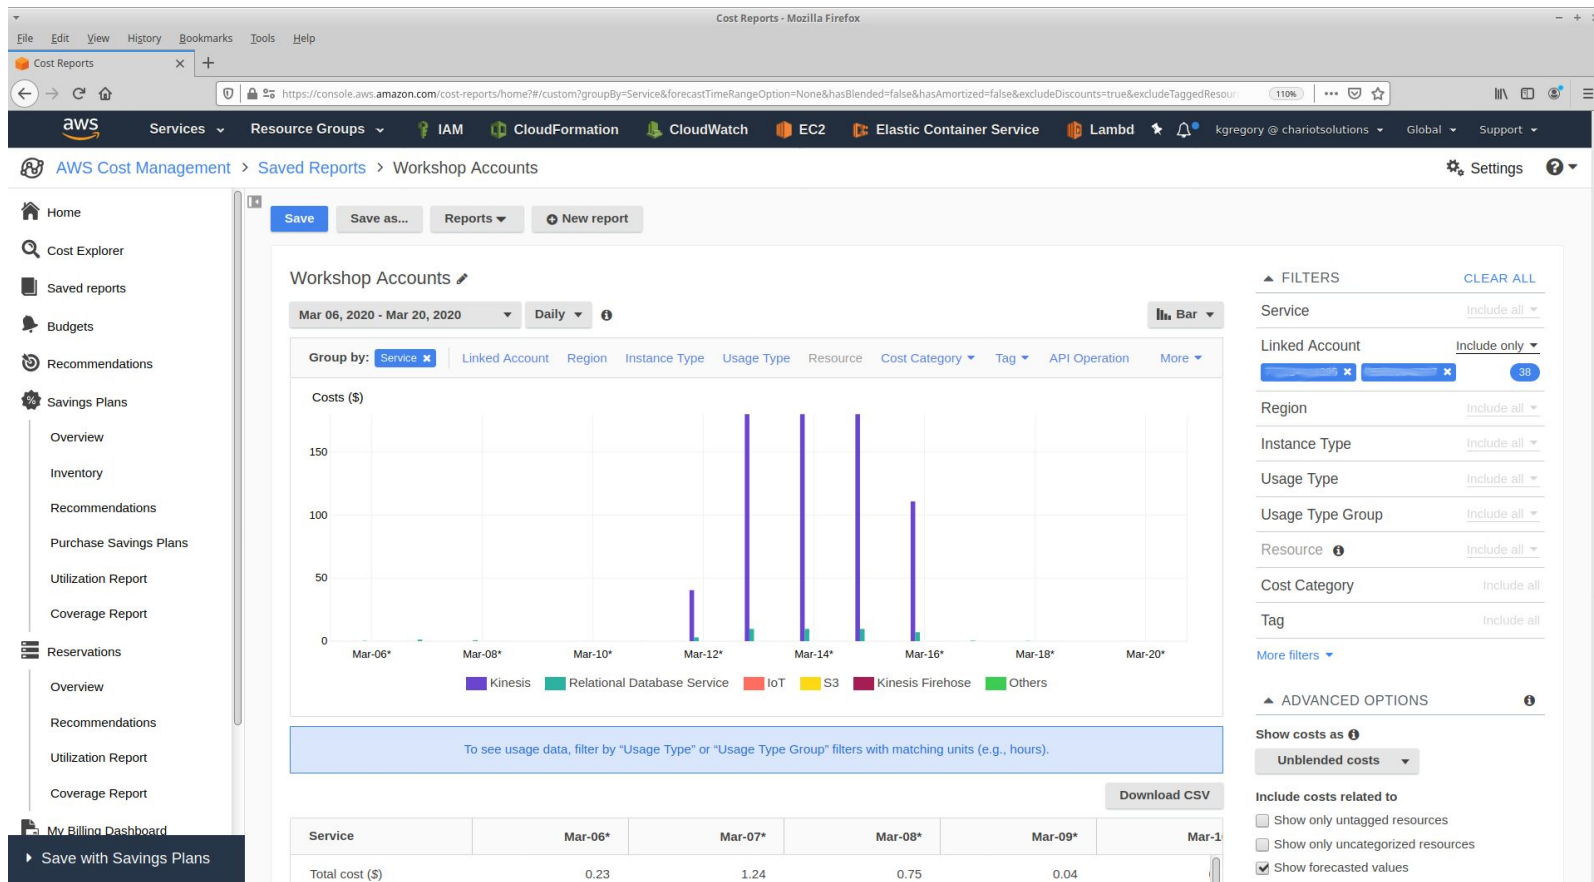 Cost Reports - Mozilla Firefox
File Edit View History Bookmarks Tools Help
Cost Reports
https://console.aws.amazon.com/cost-reports/home?#/custom?groupBy=Service&forecastTimeRangeOption=None&hasBlended=false&hasAmortized=false&excludeDiscounts=true&excludeTaggedResour
110%
aws Services Resource Groups IAM CloudFormation CloudWatch EC2 Elastic Container Service Lambd kgregory @ chariotsolutions Global Support
AWS Cost Management > Saved Reports > Workshop Accounts
Settings
Home
Cost Explorer
Saved reports
Budgets
Recommendations
Savings Plans
Overview
Inventory
Recommendations
Purchase Savings Plans
Utilization Report
Coverage Report
Reservations
Overview
Recommendations
Utilization Report
Coverage Report
My Billing Dashboard
Save with Savings Plans
Save Save as... Reports New report
Workshop Accounts
Mar 06, 2020 - Mar 20, 2020 Daily Bar
Group by: Service Linked Account Region Instance Type Usage Type Resource Cost Category Tag API Operation More
Costs ($)
150
100
50
0
Mar-06* Mar-08* Mar-10* Mar-12* Mar-14* Mar-16* Mar-18* Mar-20*
Kinesis Relational Database Service IoT S3 Kinesis Firehose Others
To see usage data, filter by “Usage Type” or “Usage Type Group” filters with matching units (e.g., hours).
Download CSV
Service Mar-06* Mar-07* Mar-08* Mar-09* Mar-1
Total cost ($) 0.23 1.24 0.75 0.04
FILTERS CLEAR ALL
Service Include all
Linked Account Include only
38
Region Include all
Instance Type Include all
Usage Type Include all
Usage Type Group Include all
Resource Include all
Cost Category Include all
Tag Include all
More filters
ADVANCED OPTIONS
Show costs as
Unblended costs
Include costs related to
Show only untagged resources
Show only uncategorized resources
Show forecasted values